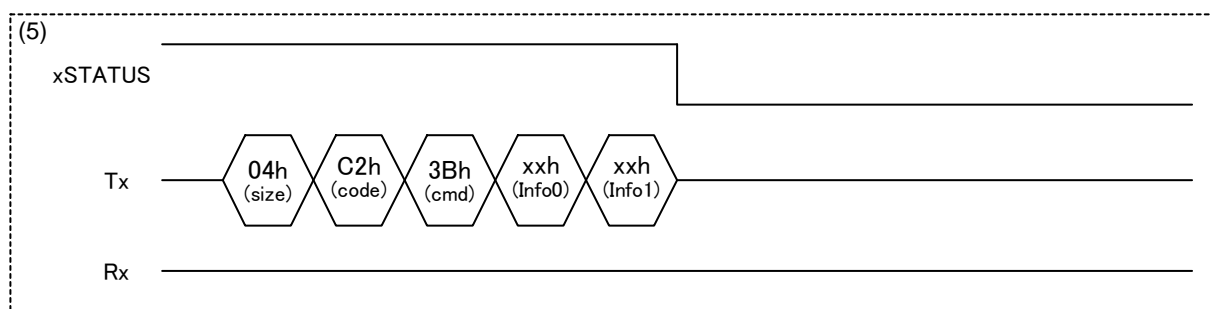 (5)
xSTATUS
Tx
04h
(size)
C2h
(code)
3Bh
(cmd)
xxh
(Info0)
xxh
(Info1)
Rx